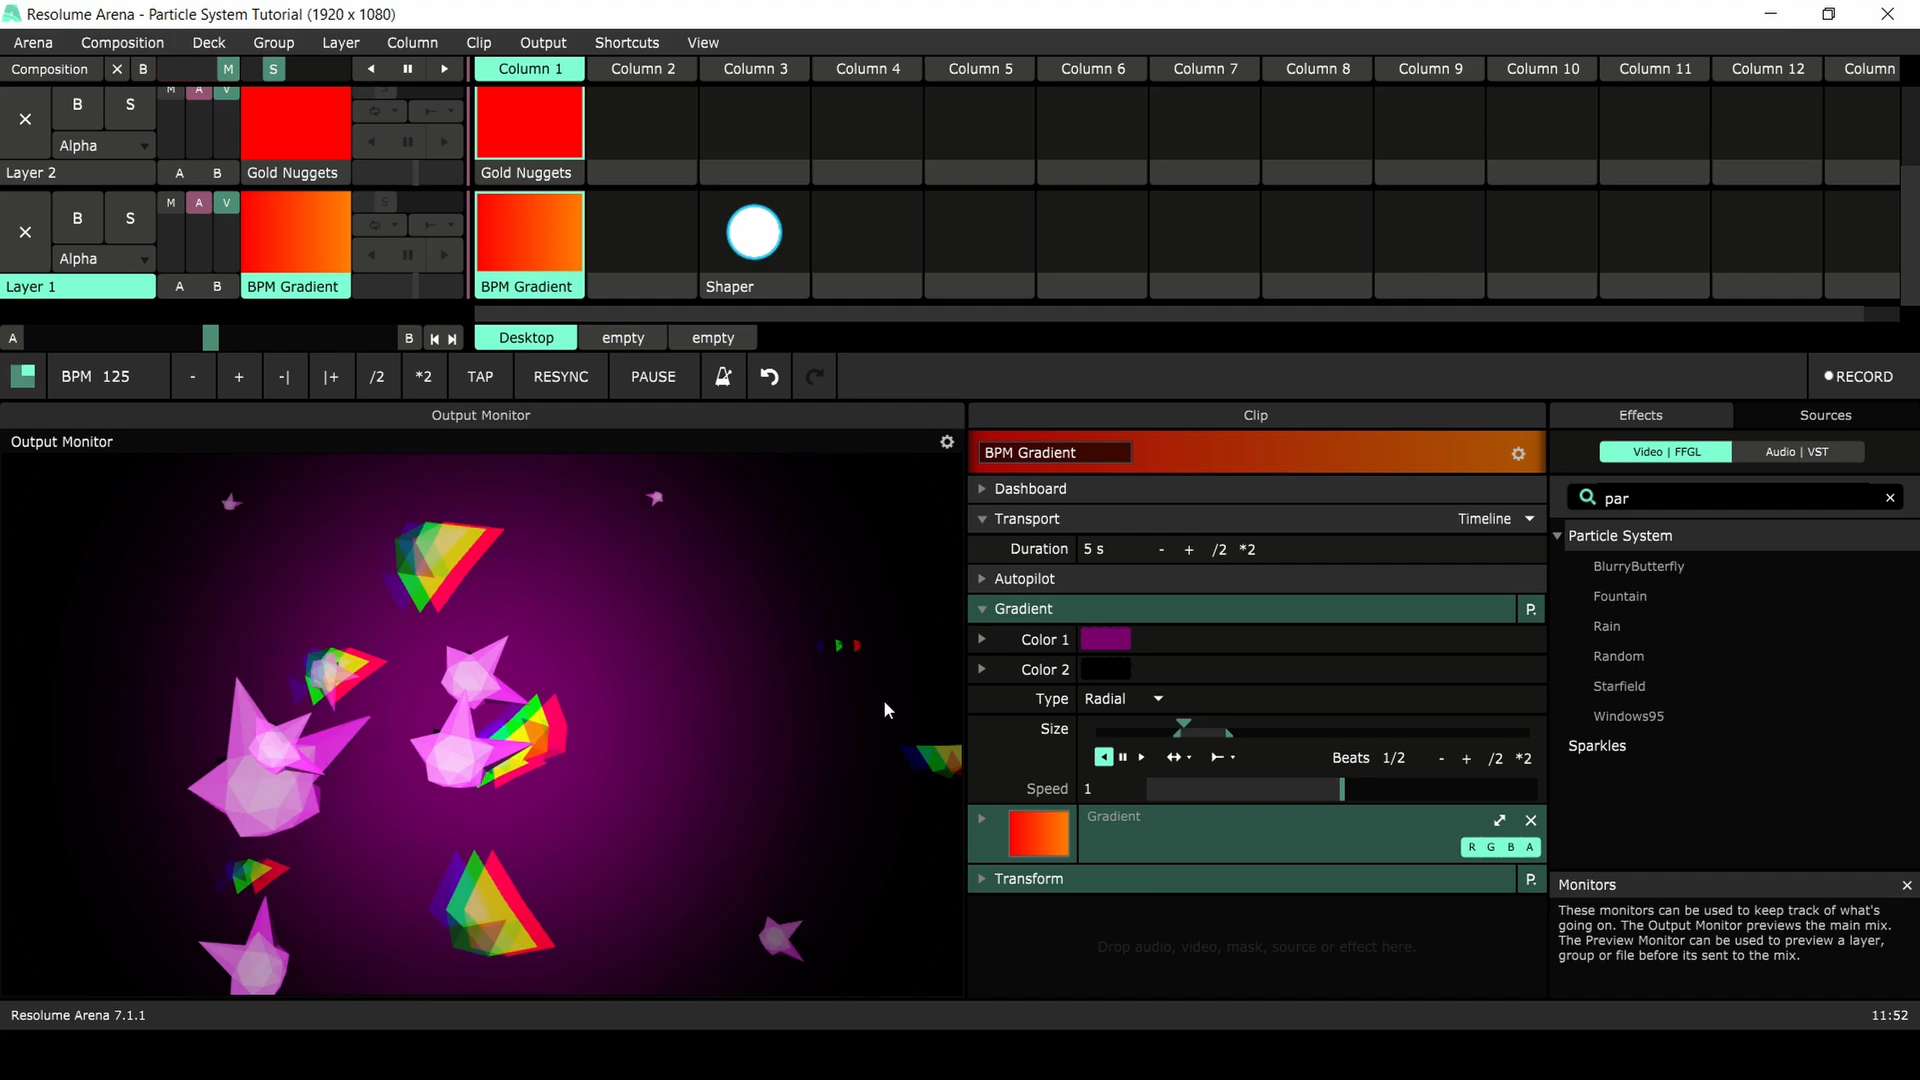 Resolume Arena - Particle System Tutorial (1920 x 1080)
Arena Composition Deck Group Layer Column Clip Output Shortcuts View
Composition B M S Column 1 Column 2 Column 3 Column 4 Column 5 Column 6 Column 7 Column 8 Column 9 Column 10 Column 11 Column 12 Column
M A V S
B S
Alpha
Layer 2 A B Gold Nuggets Gold Nuggets
M A V S
B S
Alpha
Layer 1 A B BPM Gradient BPM Gradient Shaper
A B Desktop empty empty
BPM 125 - + -| |+ /2 *2 TAP RESYNC PAUSE RECORD
Output Monitor
Output Monitor
Clip
BPM Gradient
Dashboard
Transport Timeline
Duration 5 s - + /2 *2
Autopilot
Gradient P.
Color 1
Color 2
Type Radial
Size
Beats 1/2 - + /2 *2
Speed 1
Gradient
R G B A
Transform P.
Drop audio, video, mask, source or effect here.
Effects Sources
Video | FFGL Audio | VST
par
Particle System
BlurryButterfly
Fountain
Rain
Random
Starfield
Windows95
Sparkles
Monitors
These monitors can be used to keep track of what's
going on. The Output Monitor previews the main mix.
The Preview Monitor can be used to preview a layer,
group or file before its sent to the mix.
Resolume Arena 7.1.1 11:52